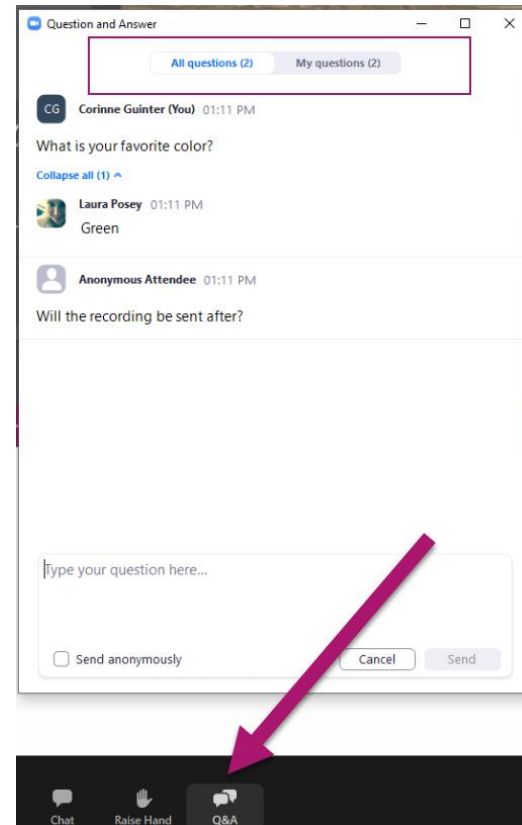 Question and Answer
All questions (2) My questions (2)
CG Corinne Guinter (You) 01:11 PM
What is your favorite color?
Collapse all (1)
Laura Posey 01:11 PM
Green
Anonymous Attendee 01:11 PM
Will the recording be sent after?
Type your question here...
Send anonymously Cancel Send
Chat Raise Hand Q&A